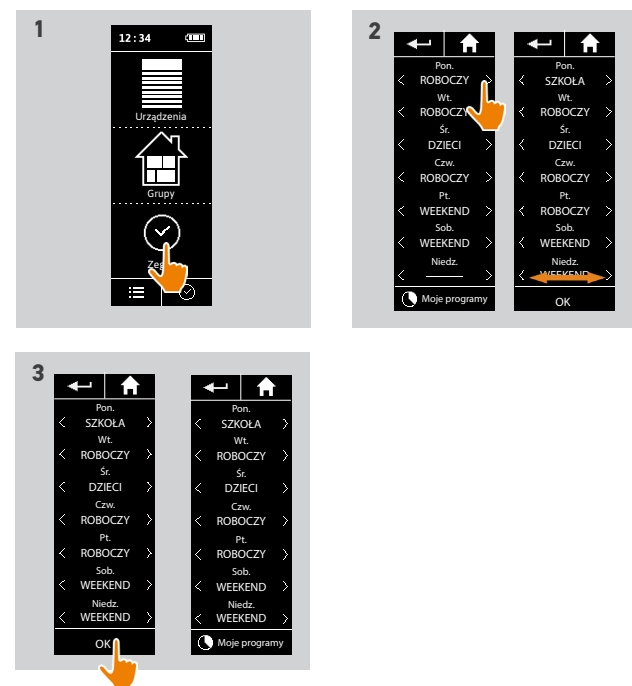 1
12:34
Urządzenia
Grupy
2
Pon.
ROBOCZY
Wt.
ROBOCZY
Śr.
DZIECI
Czw.
ROBOCZY
Pt.
WEEKEND
Sob.
WEEKEND
Niedz.
Moje programy
Pon.
SZKOŁA
Wt.
ROBOCZY
Śr.
DZIECI
Czw.
ROBOCZY
Pt.
ROBOCZY
Sob.
WEEKEND
Niedz.
WEEKEND
OK
3
Pon.
SZKOŁA
Wt.
ROBOCZY
Śr.
DZIECI
Czw.
ROBOCZY
Pt.
ROBOCZY
Sob.
WEEKEND
Niedz.
WEEKEND
OK
Pon.
SZKOŁA
Wt.
ROBOCZY
Śr.
DZIECI
Czw.
ROBOCZY
Pt.
ROBOCZY
Sob.
WEEKEND
Niedz.
WEEKEND
Moje programy